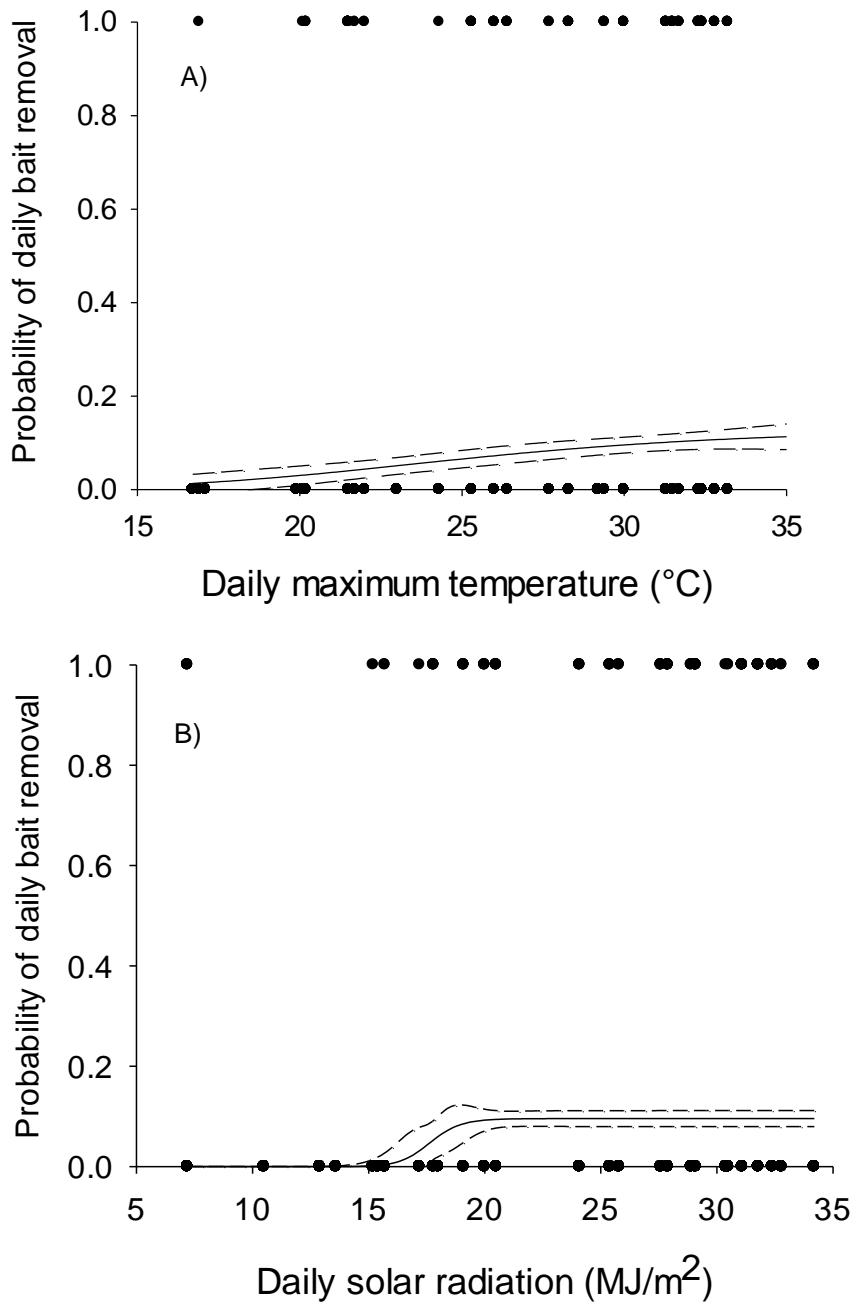 Probability of daily bait removal
1.0
A)
0.8
0.6
0.4
0.2
0.0
15 20 25 30 35
Daily maximum temperature (°C)
Probability of daily bait removal
1.0
B)
0.8
0.6
0.4
0.2
0.0
5 10 15 20 25 30 35
Daily solar radiation (MJ/m²)